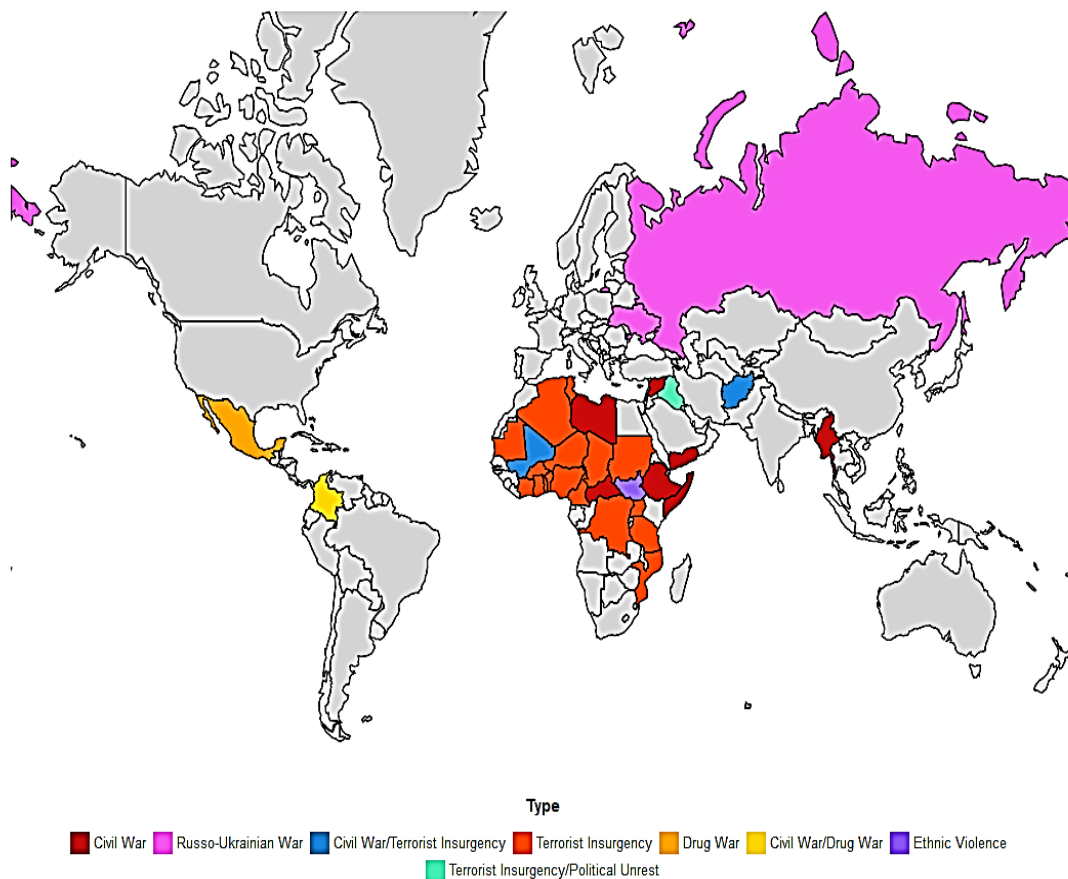 Type
Civil War Russo-Ukrainian War Civil War/Terrorist Insurgency Terrorist Insurgency Drug War Civil War/Drug War Ethnic Violence
Terrorist Insurgency/Political Unrest